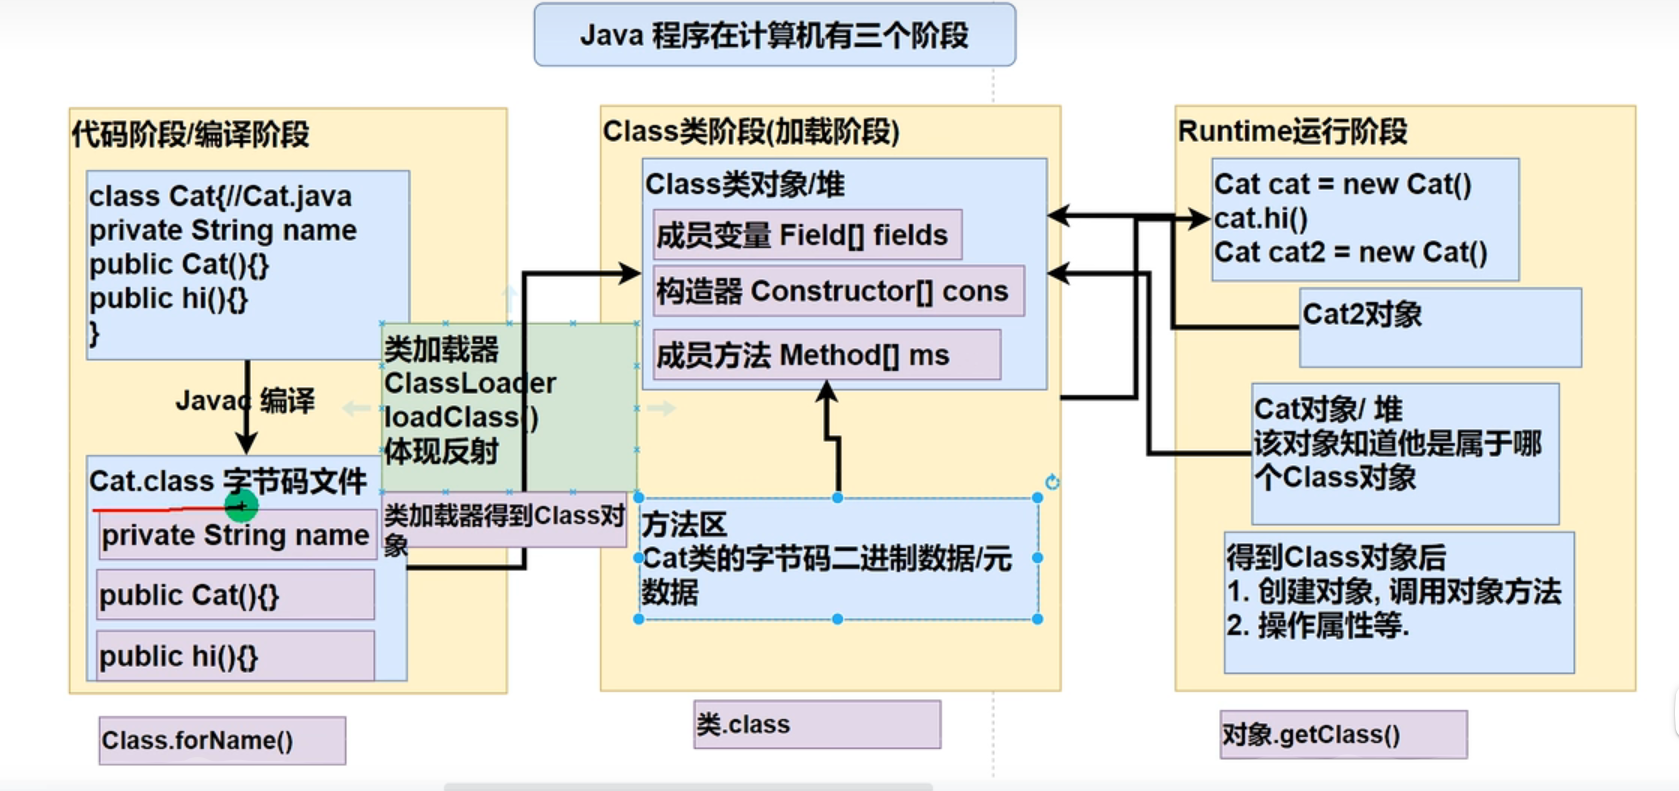 Java 程序在计算机有三个阶段
代码阶段/编译阶段
class Cat{//Cat.java
private String name
public Cat(){}
public hi(){}
}
Javac 编译
Cat.class 字节码文件
private String name
public Cat(){}
public hi(){}
Class.forName()
类加载器
ClassLoader
loadClass()
体现反射
类加载器得到Class对
象
Class类阶段(加载阶段)
Class类对象/堆
成员变量 Field[] fields
构造器 Constructor[] cons
成员方法 Method[] ms
方法区
Cat类的字节码二进制数据/元
数据
类.class
Runtime运行阶段
Cat cat = new Cat()
cat.hi()
Cat cat2 = new Cat()
Cat2对象
Cat对象/ 堆
该对象知道他是属于哪
个Class对象
得到Class对象后
1. 创建对象, 调用对象方法
2. 操作属性等.
对象.getClass()